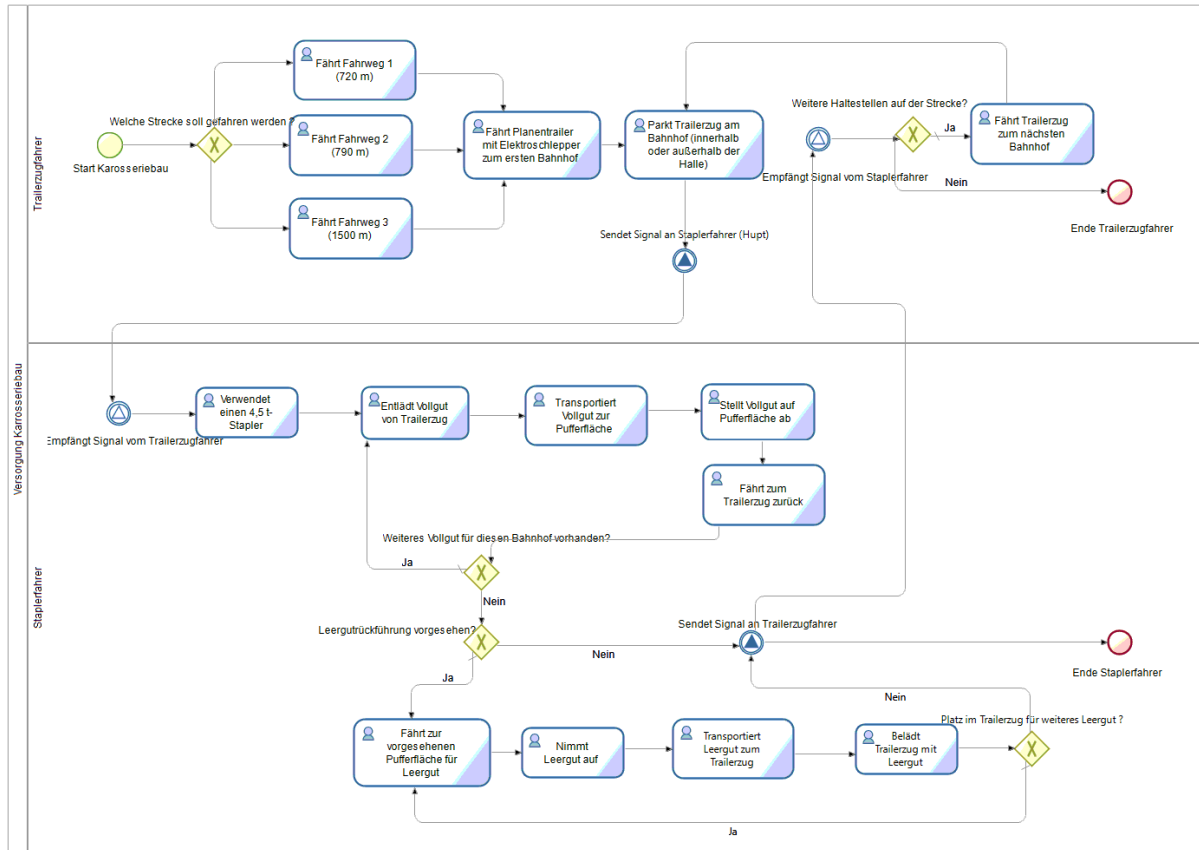 Versorgung Karrosseriebau
Trailerzugfahrer
Start Karosseriebau
Welche Strecke soll gefahren werden ?
Fährt Fahrweg 1
(720 m)
Fährt Fahrweg 2
(790 m)
Fährt Fahrweg 3
(1500 m)
Fährt Planentrailer
mit Elektroschlepper
zum ersten Bahnhof
Parkt Trailerzug am
Bahnhof (innerhalb
oder außerhalb der
Halle)
Sendet Signal an Staplerfahrer (Hupt)
Empfängt Signal vom Staplerfahrer
Weitere Haltestellen auf der Strecke?
Ja
Fährt Trailerzug
zum nächsten
Bahnhof
Nein
Ende Trailerzugfahrer
Staplerfahrer
Empfängt Signal vom Trailerzugfahrer
Verwendet
einen 4,5 t-
Stapler
Entlädt Vollgut
von Trailerzug
Transportiert
Vollgut zur
Pufferfläche
Stellt Vollgut auf
Pufferfläche ab
Fährt zum
Trailerzug zurück
Weiteres Vollgut für diesen Bahnhof vorhanden?
Ja
Nein
Leergutrückführung vorgesehen?
Nein
Ja
Sendet Signal an Trailerzugfahrer
Ende Staplerfahrer
Fährt zur
vorgesehenen
Pufferfläche für
Leergut
Nimmt
Leergut auf
Transportiert
Leergut zum
Trailerzug
Belädt
Trailerzug mit
Leergut
Platz im Trailerzug für weiteres Leergut ?
Nein
Ja